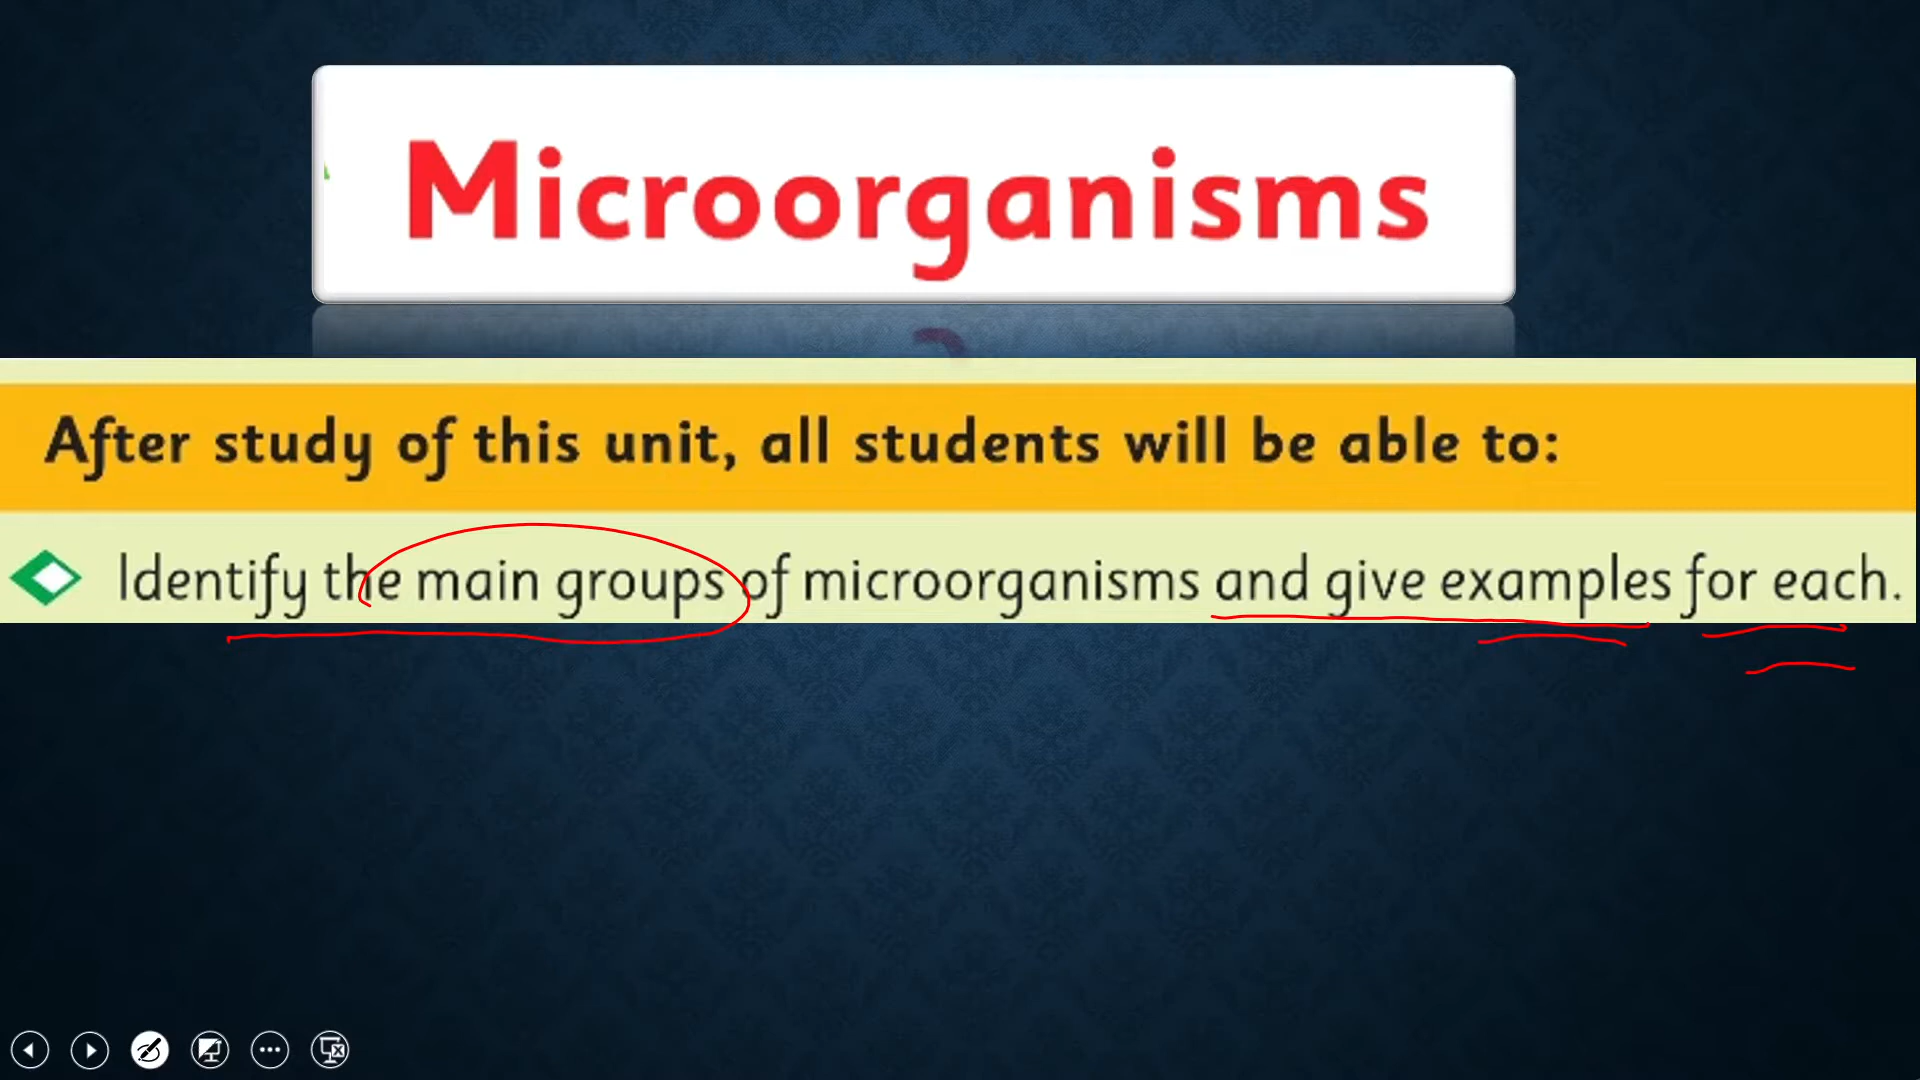 Microorganisms
After study of this unit, all students will be able to:
Identify the main groups of microorganisms and give examples for each.